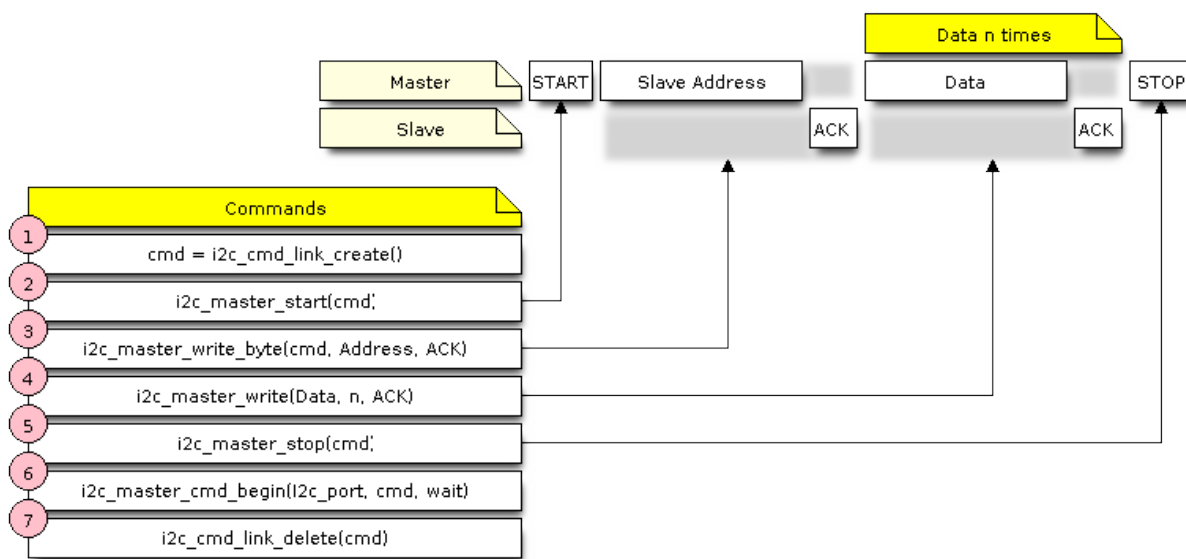 Data n times
Master START Slave Address Data STOP
Slave ACK ACK
Commands
1
cmd = i2c_cmd_link_create()
2
i2c_master_start(cmd)
3
i2c_master_write_byte(cmd, Address, ACK)
4
i2c_master_write(Data, n, ACK)
5
i2c_master_stop(cmd)
6
i2c_master_cmd_begin(I2c_port, cmd, wait)
7
i2c_cmd_link_delete(cmd)